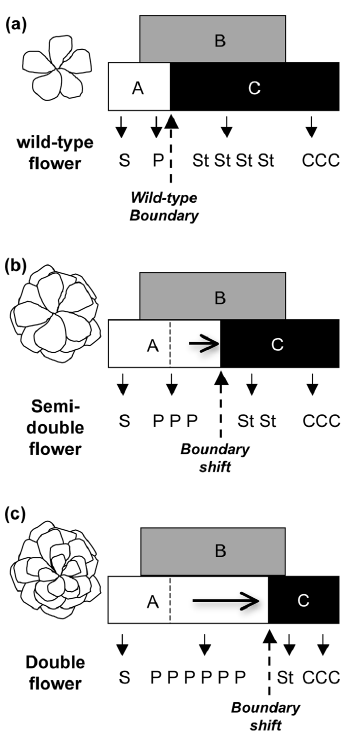 (a)
B
A
C
wild-type
flower
S P St St St St CCC
Wild-type
Boundary
(b)
B
A
C
Semi-
double
flower
S P P P St St CCC
Boundary
shift
(c)
B
A
C
Double
flower
S P P P P P P St CCC
Boundary
shift